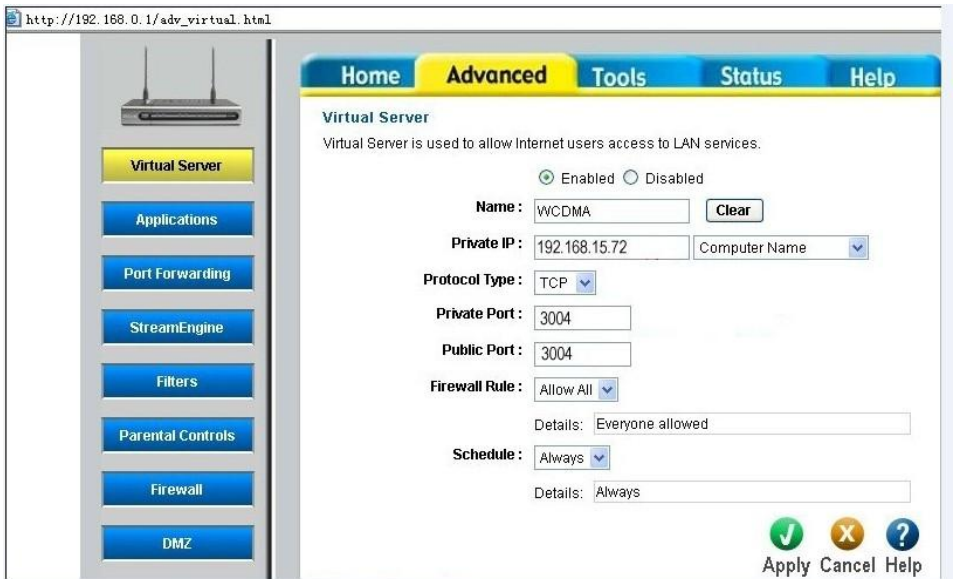 http://192.168.0.1/adv_virtual.html
Home Advanced Tools Status Help
Virtual Server
Applications
Port Forwarding
StreamEngine
Filters
Parental Controls
Firewall
DMZ
Virtual Server
Virtual Server is used to allow Internet users access to LAN services.
Enabled Disabled
Name : WCDMA Clear
Private IP : 192.168.15.72 Computer Name
Protocol Type : TCP
Private Port : 3004
Public Port : 3004
Firewall Rule : Allow All
Details: Everyone allowed
Schedule : Always
Details: Always
Apply Cancel Help